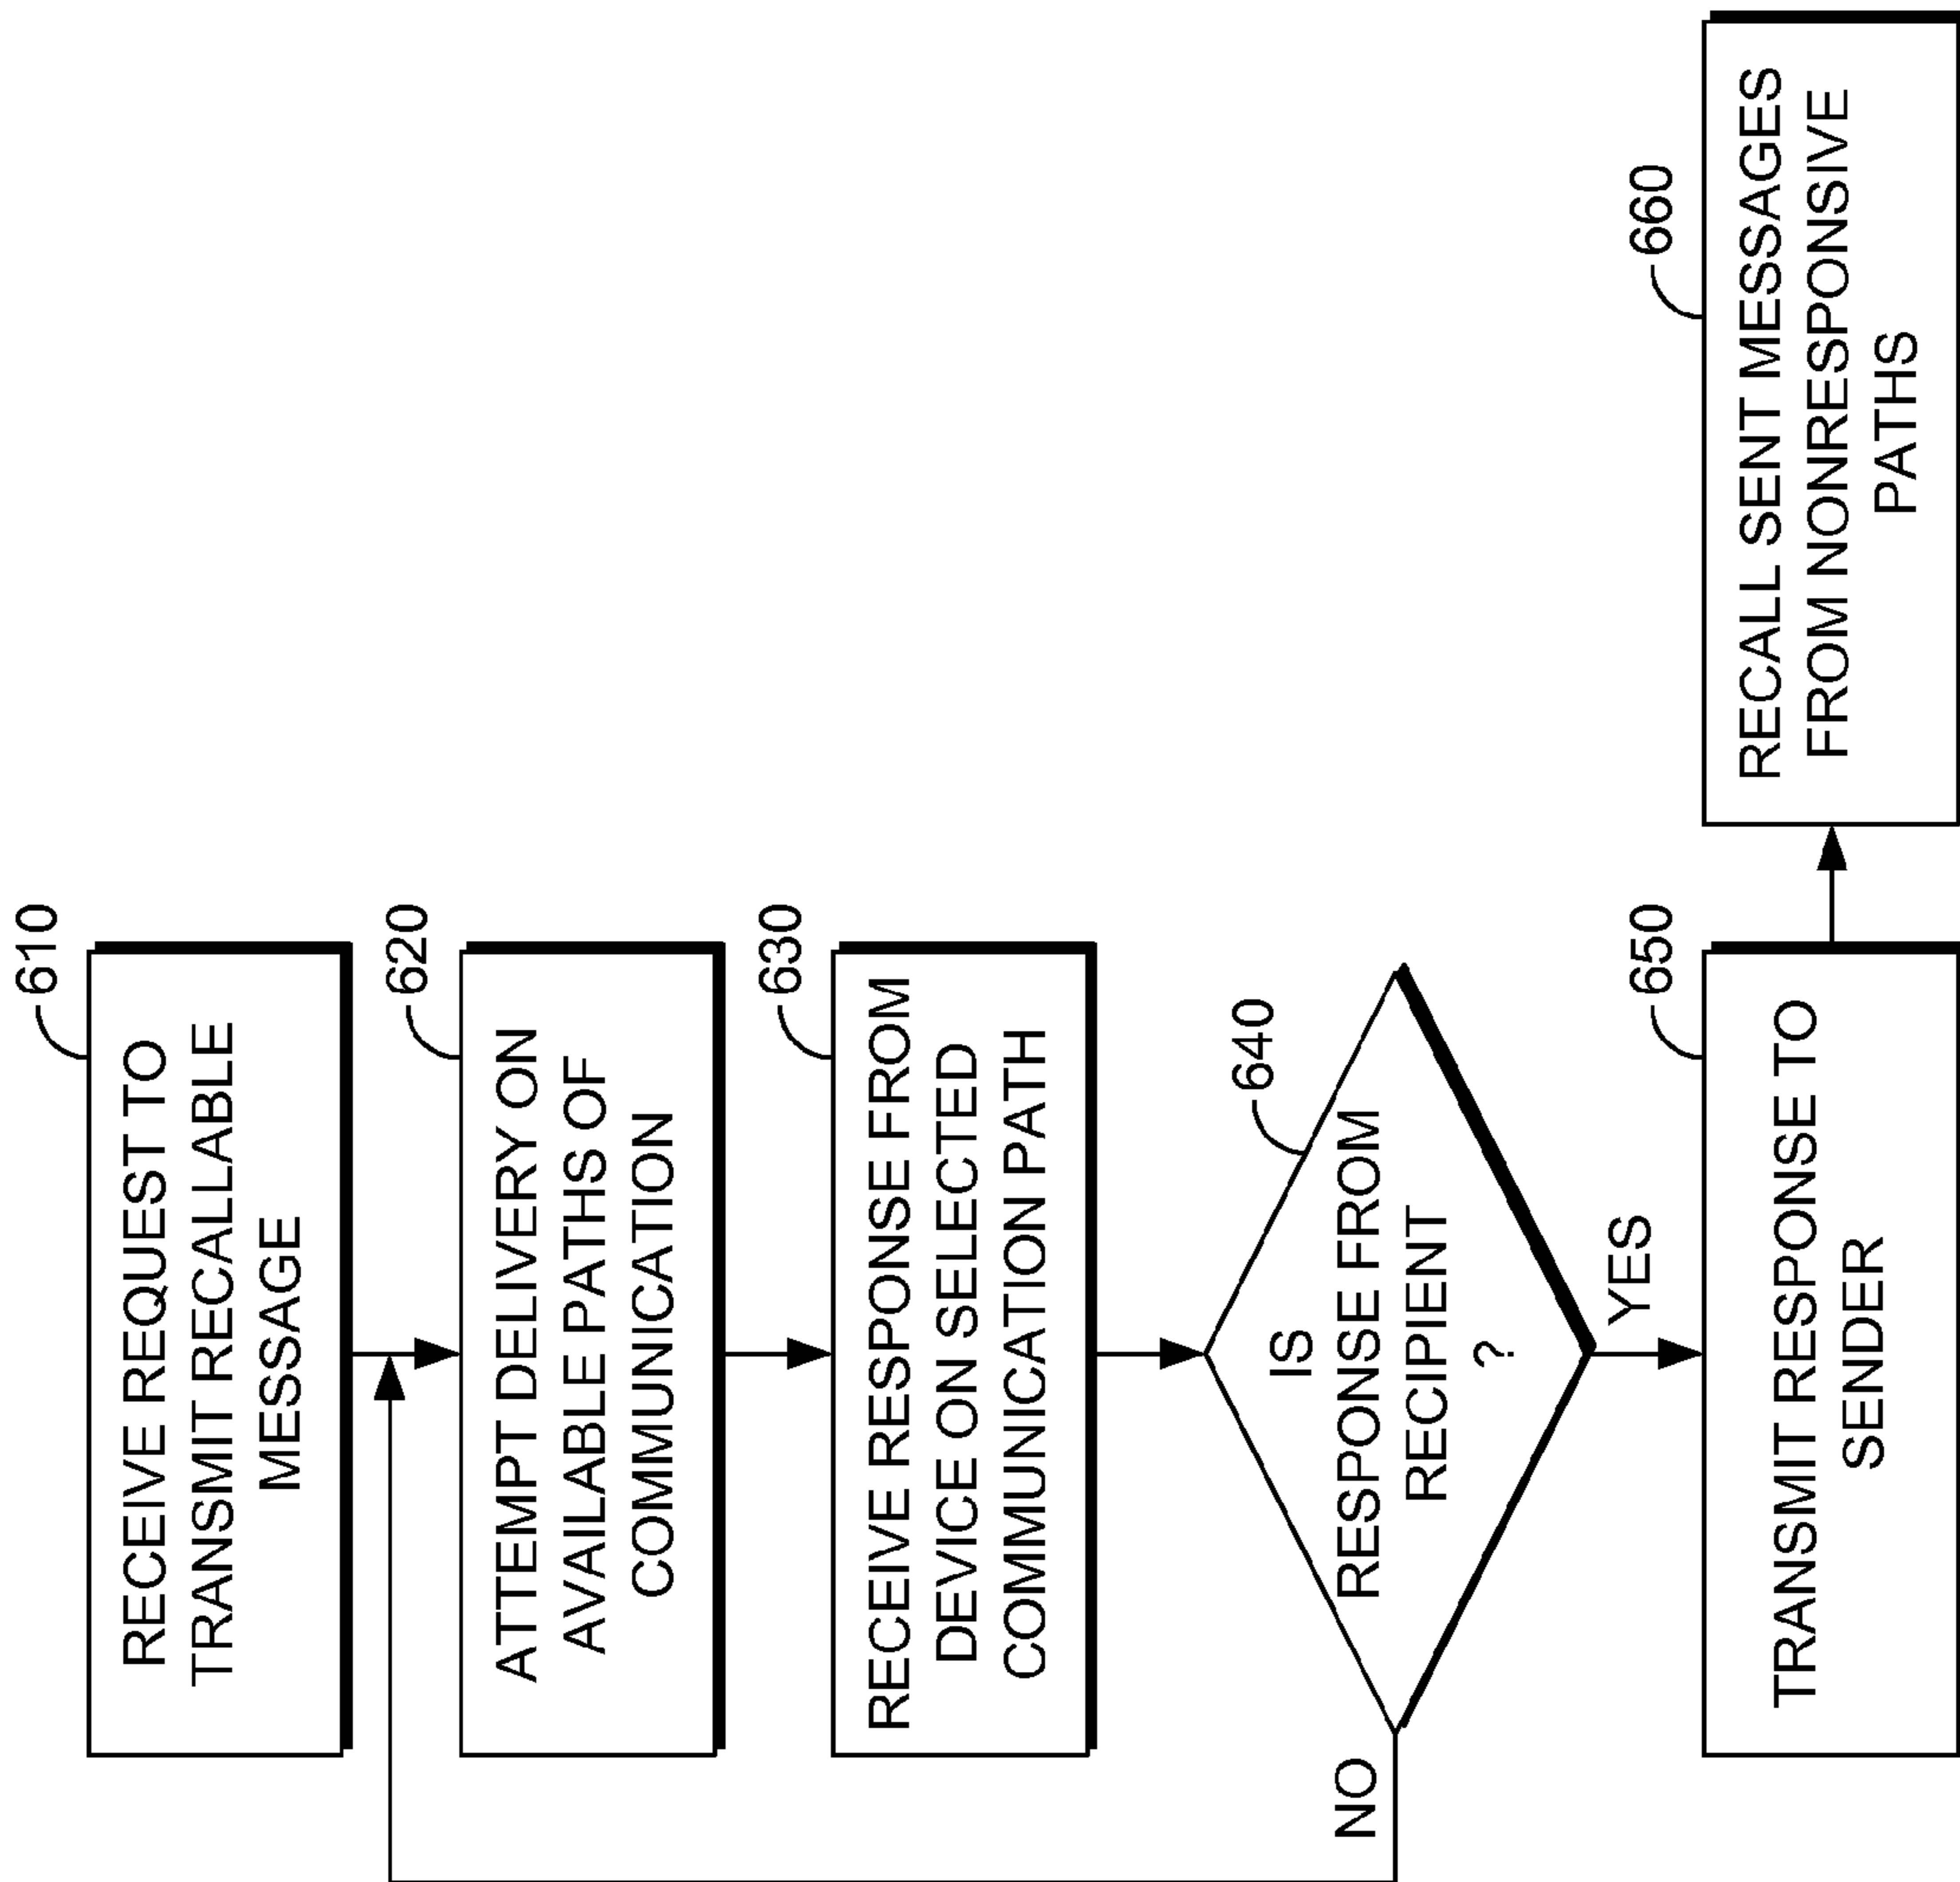 610
RECEIVE REQUEST TO
TRANSMIT RECALLABLE
MESSAGE
620
ATTEMPT DELIVERY ON
AVAILABLE PATHS OF
COMMUNICATION
630
RECEIVE RESPONSE FROM
DEVICE ON SELECTED
COMMUNICATION PATH
640
IS
RESPONSE FROM
RECIPIENT
?
NO
YES
650
TRANSMIT RESPONSE TO
SENDER
660
RECALL SENT MESSAGES
FROM NONRESPONSIVE
PATHS